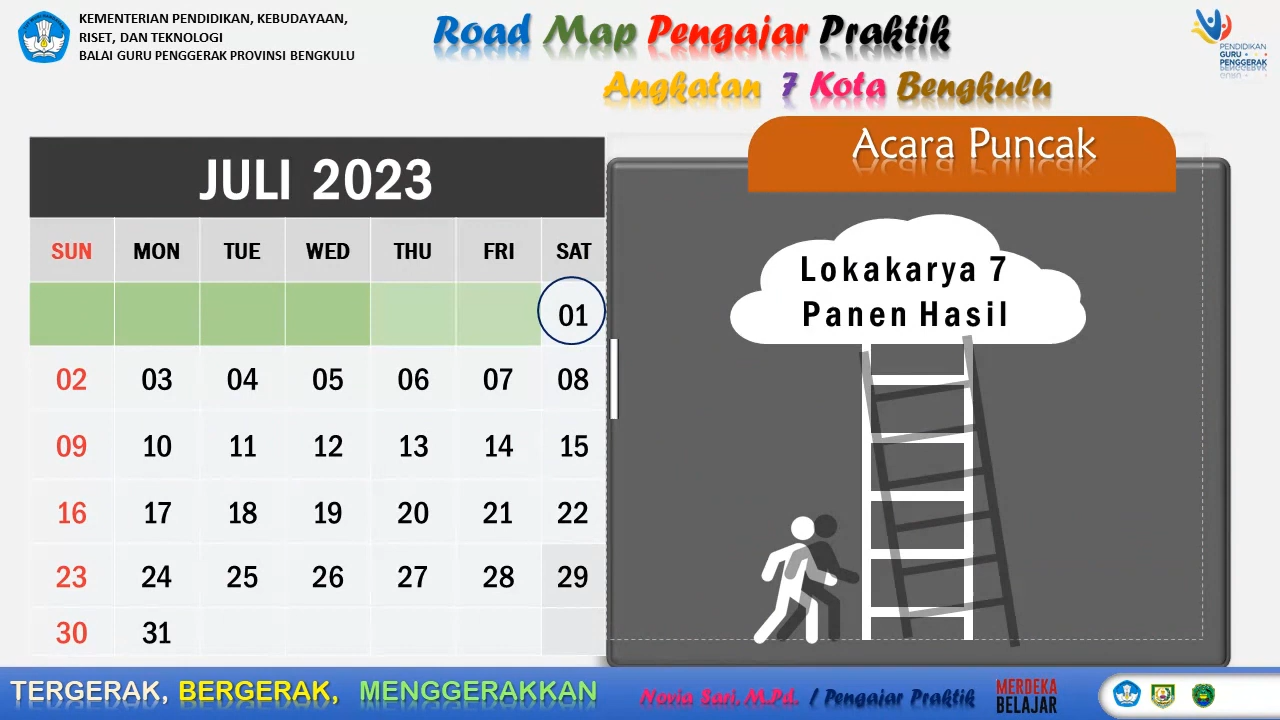 KEMENTERIAN PENDIDIKAN, KEBUDAYAAN,
RISET, DAN TEKNOLOGI
BALAI GURU PENGGERAK PROVINSI BENGKULU
Road Map Pengajar Praktik
Angkatan 7 Kota Bengkulu
PENDIDIKAN
GURU
PENGGERAK
JULI 2023
SUN MON TUE WED THU FRI SAT
01
02 03 04 05 06 07 08
09 10 11 12 13 14 15
16 17 18 19 20 21 22
23 24 25 26 27 28 29
30 31
Acara Puncak
Lokakarya 7
Panen Hasil
TERGERAK, BERGERAK, MENGGERAKKAN
Novia Sari, M.Pd. / Pengajar Praktik
MERDEKA
BELAJAR